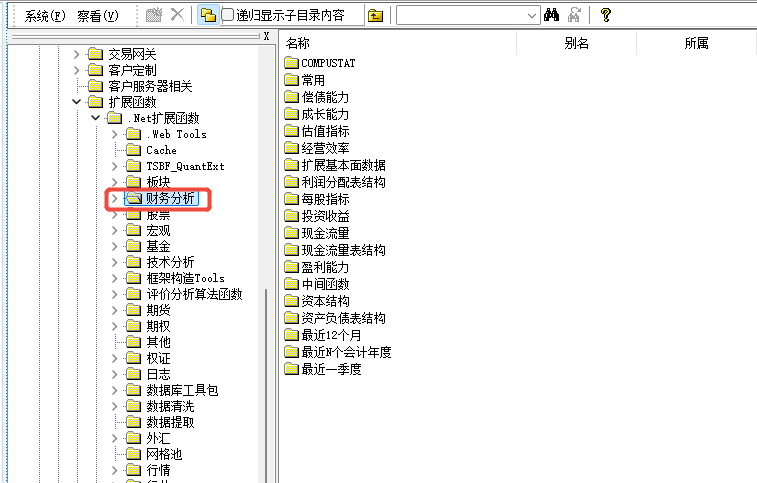 系统(F) 察看(V) 递归显示子目录内容
X
交易网关
客户定制
客户服务器相关
扩展函数
.Net扩展函数
.Web Tools
Cache
TSBF_QuantExt
板块
财务分析
股票
宏观
基金
技术分析
框架构造Tools
评价分析算法函数
期货
期权
其他
权证
日志
数据库工具包
数据清洗
数据提取
外汇
网格池
行情
名称 别名 所属
COMPUSTAT
常用
偿债能力
成长能力
估值指标
经营效率
扩展基本面数据
利润分配表结构
每股指标
投资收益
现金流量
现金流量表结构
盈利能力
中间函数
资本结构
资产负债表结构
最近12个月
最近N个会计年度
最近一季度